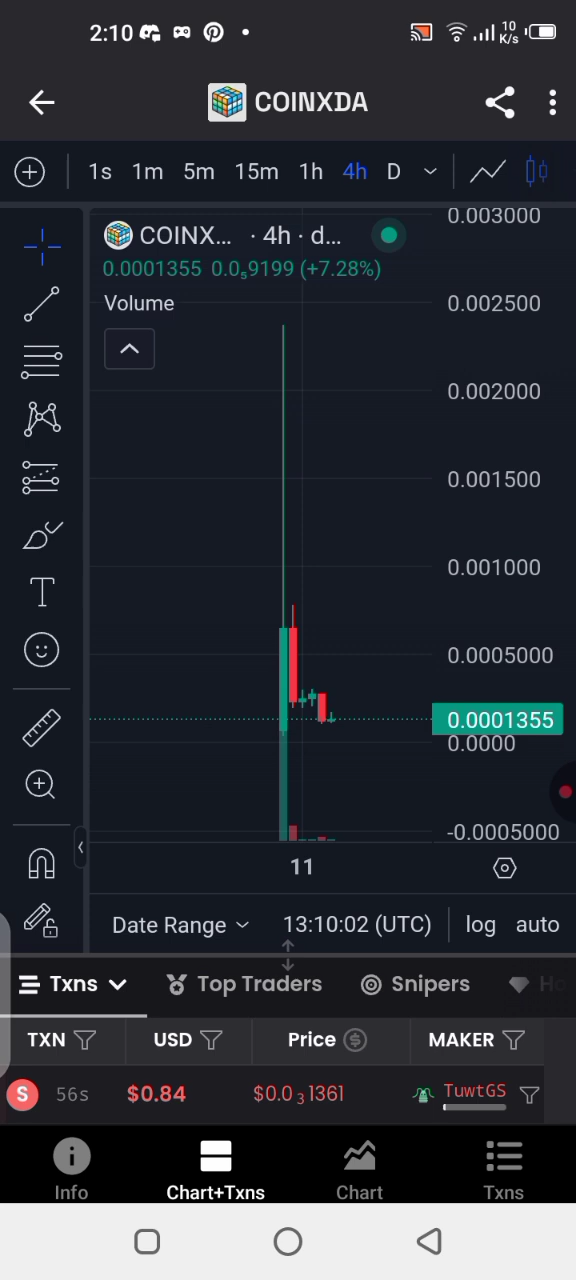 2:10
10
K/s
COINXDA
1s 1m 5m 15m 1h 4h D
COINX... · 4h · d...
0.0001355 0.0₅9199 (+7.28%)
Volume
0.003000
0.002500
0.002000
0.001500
0.001000
0.0005000
0.0001355
0.0000
-0.0005000
11
Date Range 13:10:02 (UTC) log auto
Txns Top Traders Snipers Ho
TXN USD Price MAKER
S 56s $0.84 $0.0₃1361 TuwtGS
Info Chart+Txns Chart Txns